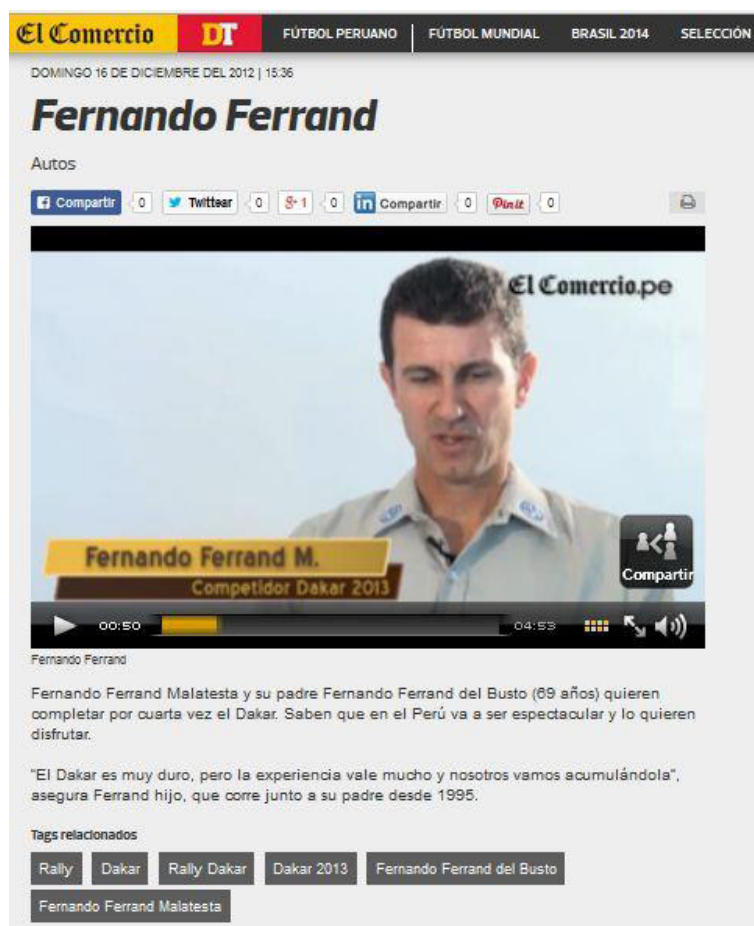 El Comercio DT FÚTBOL PERUANO FÚTBOL MUNDIAL BRASIL 2014 SELECCIÓN
DOMINGO 16 DE DICIEMBRE DEL 2012 | 15:36
Fernando Ferrand
Autos
Compartir 0 Twittear 0 g+1 0 in Compartir 0 Pin it 0
El Comercio.pe
Fernando Ferrand M.
Competidor Dakar 2013
Compartir
00:50 04:53
Fernando Ferrand
Fernando Ferrand Malatesta y su padre Fernando Ferrand del Busto (69 años) quieren
completar por cuarta vez el Dakar. Saben que en el Perú va a ser espectacular y lo quieren
disfrutar.
"El Dakar es muy duro, pero la experiencia vale mucho y nosotros vamos acumulándola",
asegura Ferrand hijo, que corre junto a su padre desde 1995.
Tags relacionados
Rally Dakar Rally Dakar Dakar 2013 Fernando Ferrand del Busto
Fernando Ferrand Malatesta